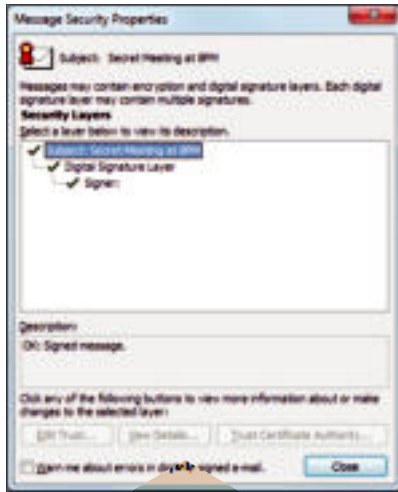 Message Security Properties
Subject: Secret Meeting at 8PM
Messages may contain encryption and digital signature layers. Each digital
signature layer may contain multiple signatures.
Security Layers
Select a layer below to view its description.
Subject: Secret Meeting at 8PM
Digital Signature Layer
Signer:
Description:
OK: Signed message.
Click any of the following buttons to view more information about or make
changes to the selected layer:
Edit Trust... View Details... Trust Certificate Authority...
Warn me about errors in digitally signed e-mail. Close